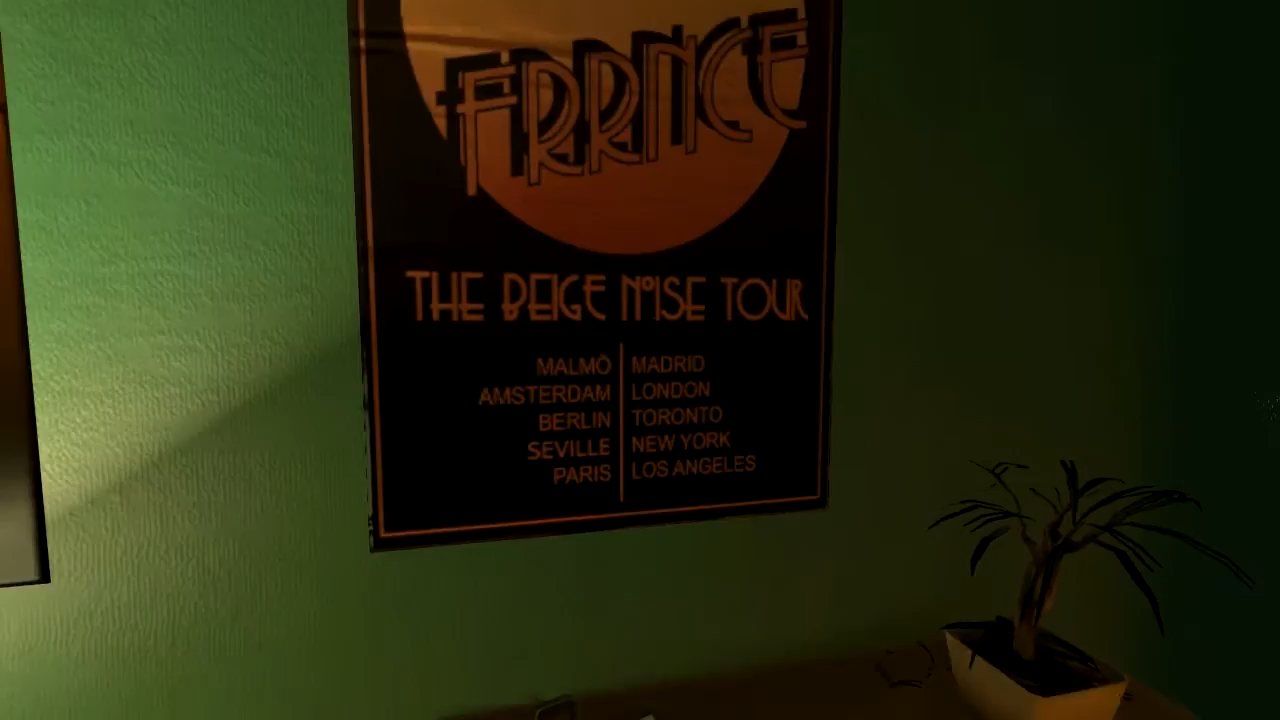 FRRNCE
THE BEIGE NOISE TOUR
MALMÖ
AMSTERDAM
BERLIN
SEVILLE
PARIS
MADRID
LONDON
TORONTO
NEW YORK
LOS ANGELES